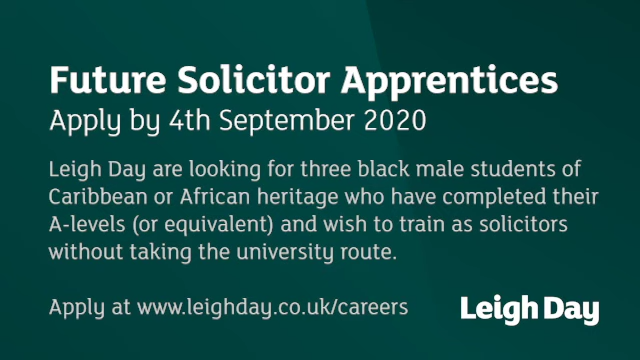 Future Solicitor Apprentices
Apply by 4th September 2020
Leigh Day are looking for three black male students of
Caribbean or African heritage who have completed their
A-levels (or equivalent) and wish to train as solicitors
without taking the university route.
Apply at www.leighday.co.uk/careers
Leigh Day